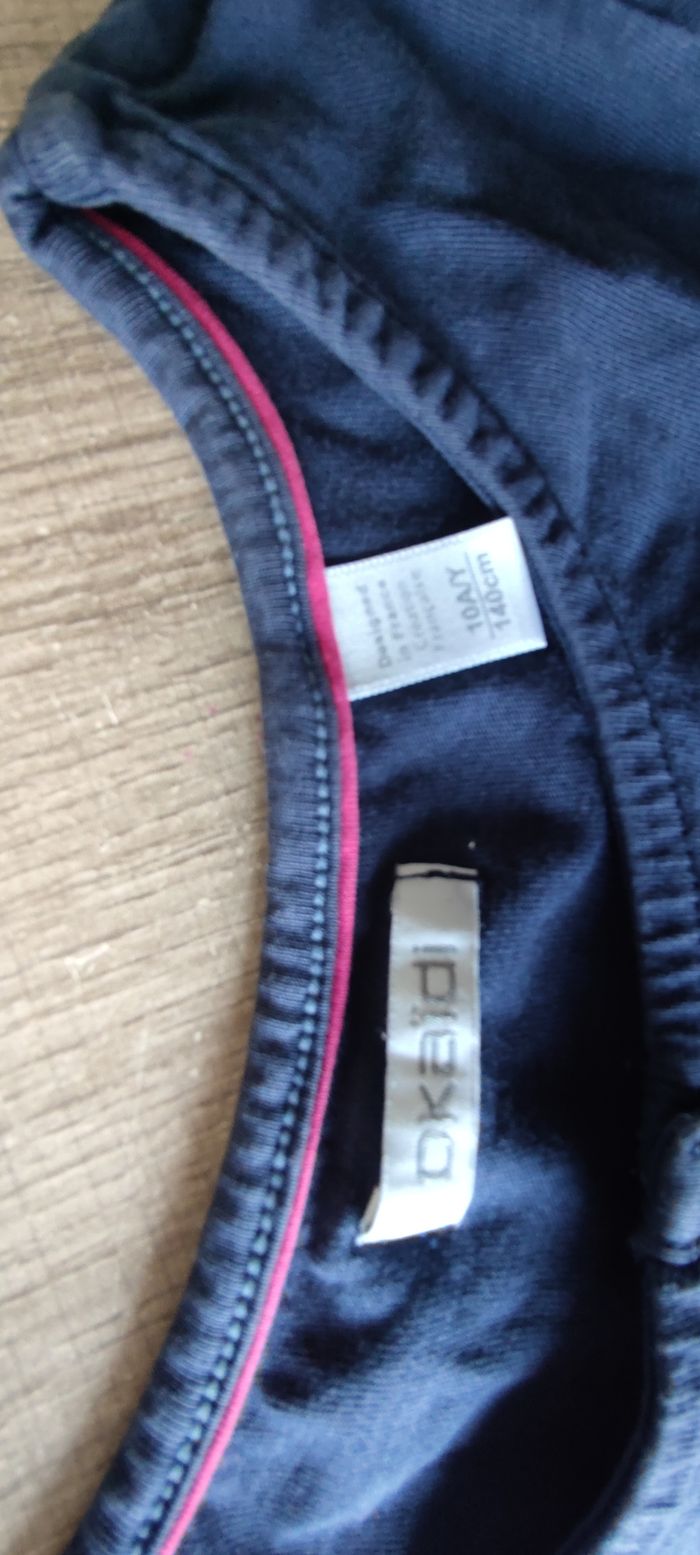 Designed
in France
Création
Française
10A/Y
140cm
OKAÏDI